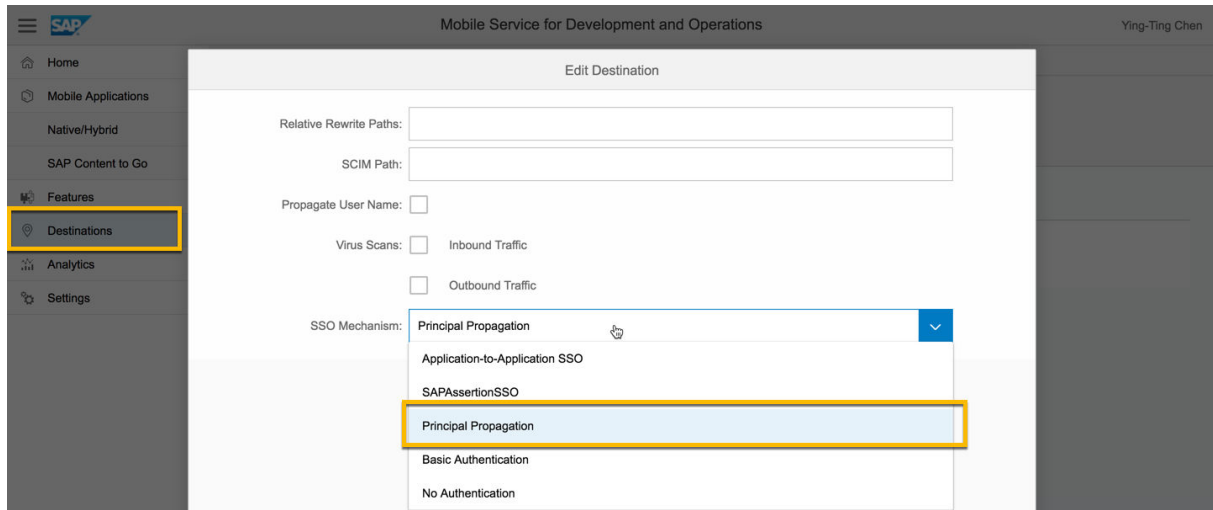 SAP
Mobile Service for Development and Operations
Ying-Ting Chen
Home
Mobile Applications
Native/Hybrid
SAP Content to Go
Features
Destinations
Analytics
Settings
Edit Destination
Relative Rewrite Paths:
SCIM Path:
Propagate User Name:
Virus Scans:
Inbound Traffic
Outbound Traffic
SSO Mechanism:
Principal Propagation
Application-to-Application SSO
SAPAssertionSSO
Principal Propagation
Basic Authentication
No Authentication